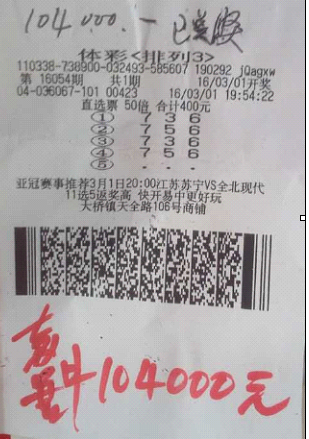 104000.一 已兑
体彩<排列3>
110338-738900-032493-585607 190292 jQagxw
第 16054期 共1期 16/03/01开奖
04-036067-101 00423 16/03/01 19:54:22
直选票 50倍 合计400元
① 7 3 6
② 7 5 6
③ 7 3 6
④ 7 5 6
⑤ · · ·
亚冠赛事推荐3月1日20:00江苏苏宁VS全北现代
11选5返奖高 快开易中更好玩
大桥镇天全路106号商铺
104000元